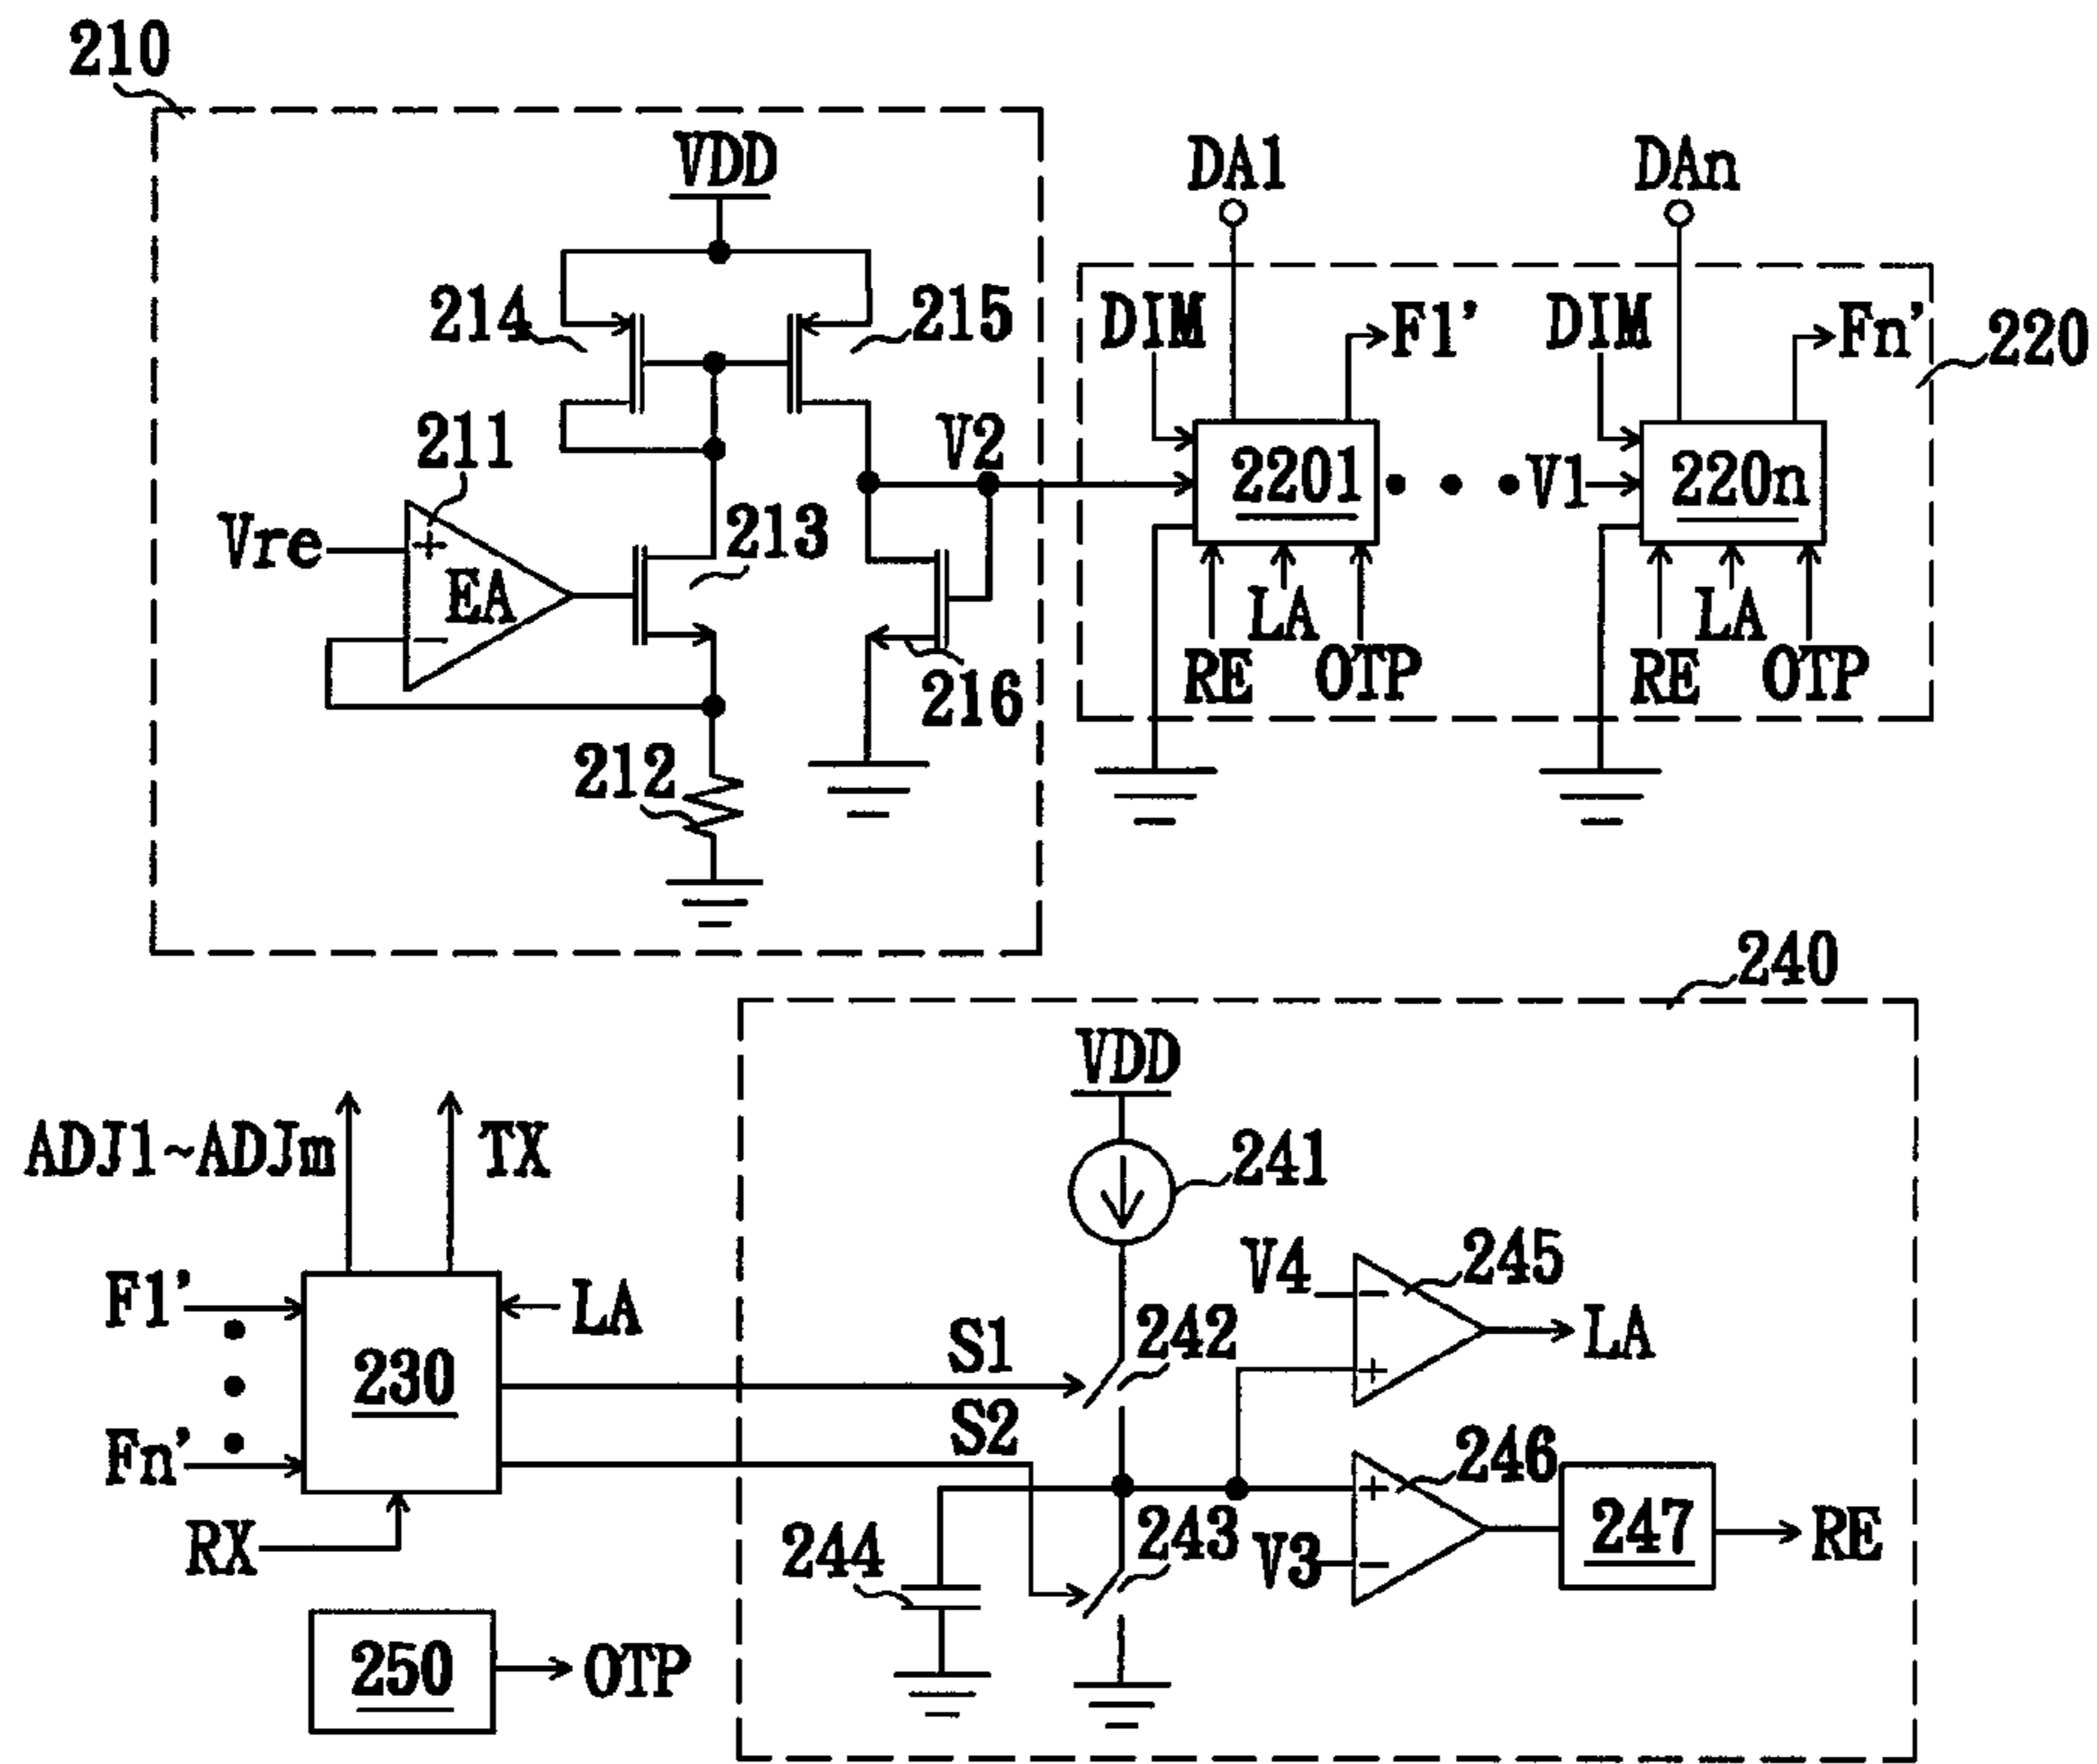 210
VDD
DA1
DAn
214
215
DIM
F1'
DIM
Fn'
220
211
V2
2201
V1
220n
Vre
+
EA
−
213
216
RE
LA
OTP
RE
LA
OTP
212
240
VDD
ADJ1~ADJm
TX
241
F1'
LA
V4
−
245
230
S1
242
+
LA
Fn'
S2
246
+
RX
244
243
V3
−
247
RE
250
OTP